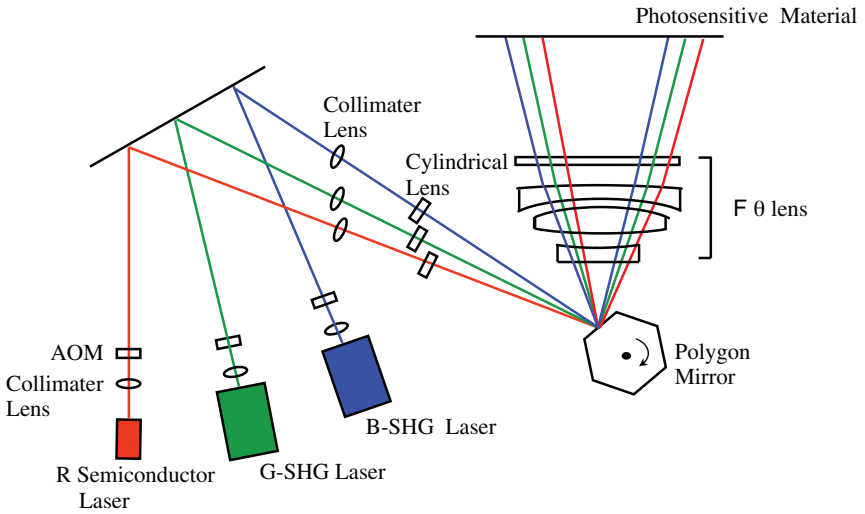 Photosensitive Material
Collimater
Lens
Cylindrical
Lens
F θ lens
AOM
Collimater
Lens
Polygon
Mirror
B-SHG Laser
G-SHG Laser
R Semiconductor
Laser